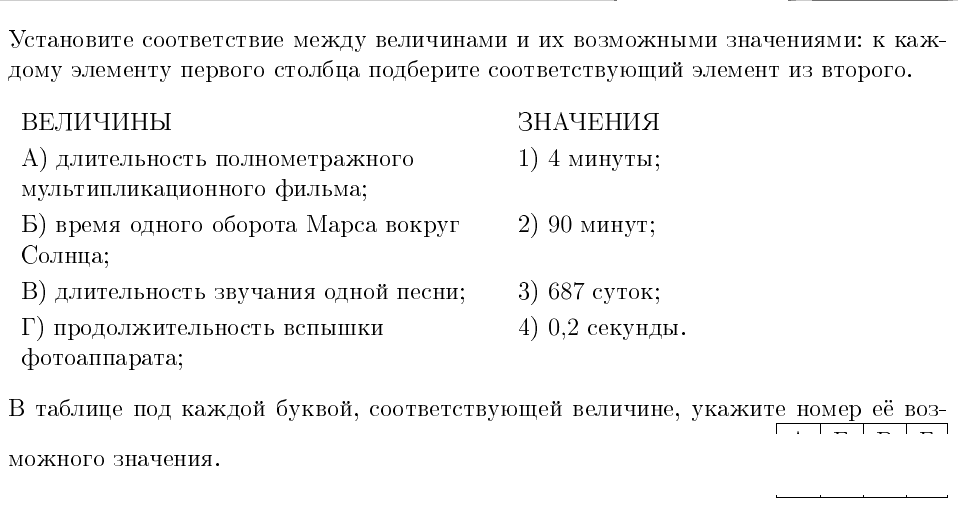 Установите соответствие между величинами и их возможными значениями: к каж-
дому элементу первого столбца подберите соответствующий элемент из второго.
ВЕЛИЧИНЫ
ЗНАЧЕНИЯ
А) длительность полнометражного
мультипликационного фильма;
1) 4 минуты;
Б) время одного оборота Марса вокруг
Солнца;
2) 90 минут;
В) длительность звучания одной песни;
3) 687 суток;
Г) продолжительность вспышки
фотоаппарата;
4) 0,2 секунды.
В таблице под каждой буквой, соответствующей величине, укажите номер её воз-
можного значения.